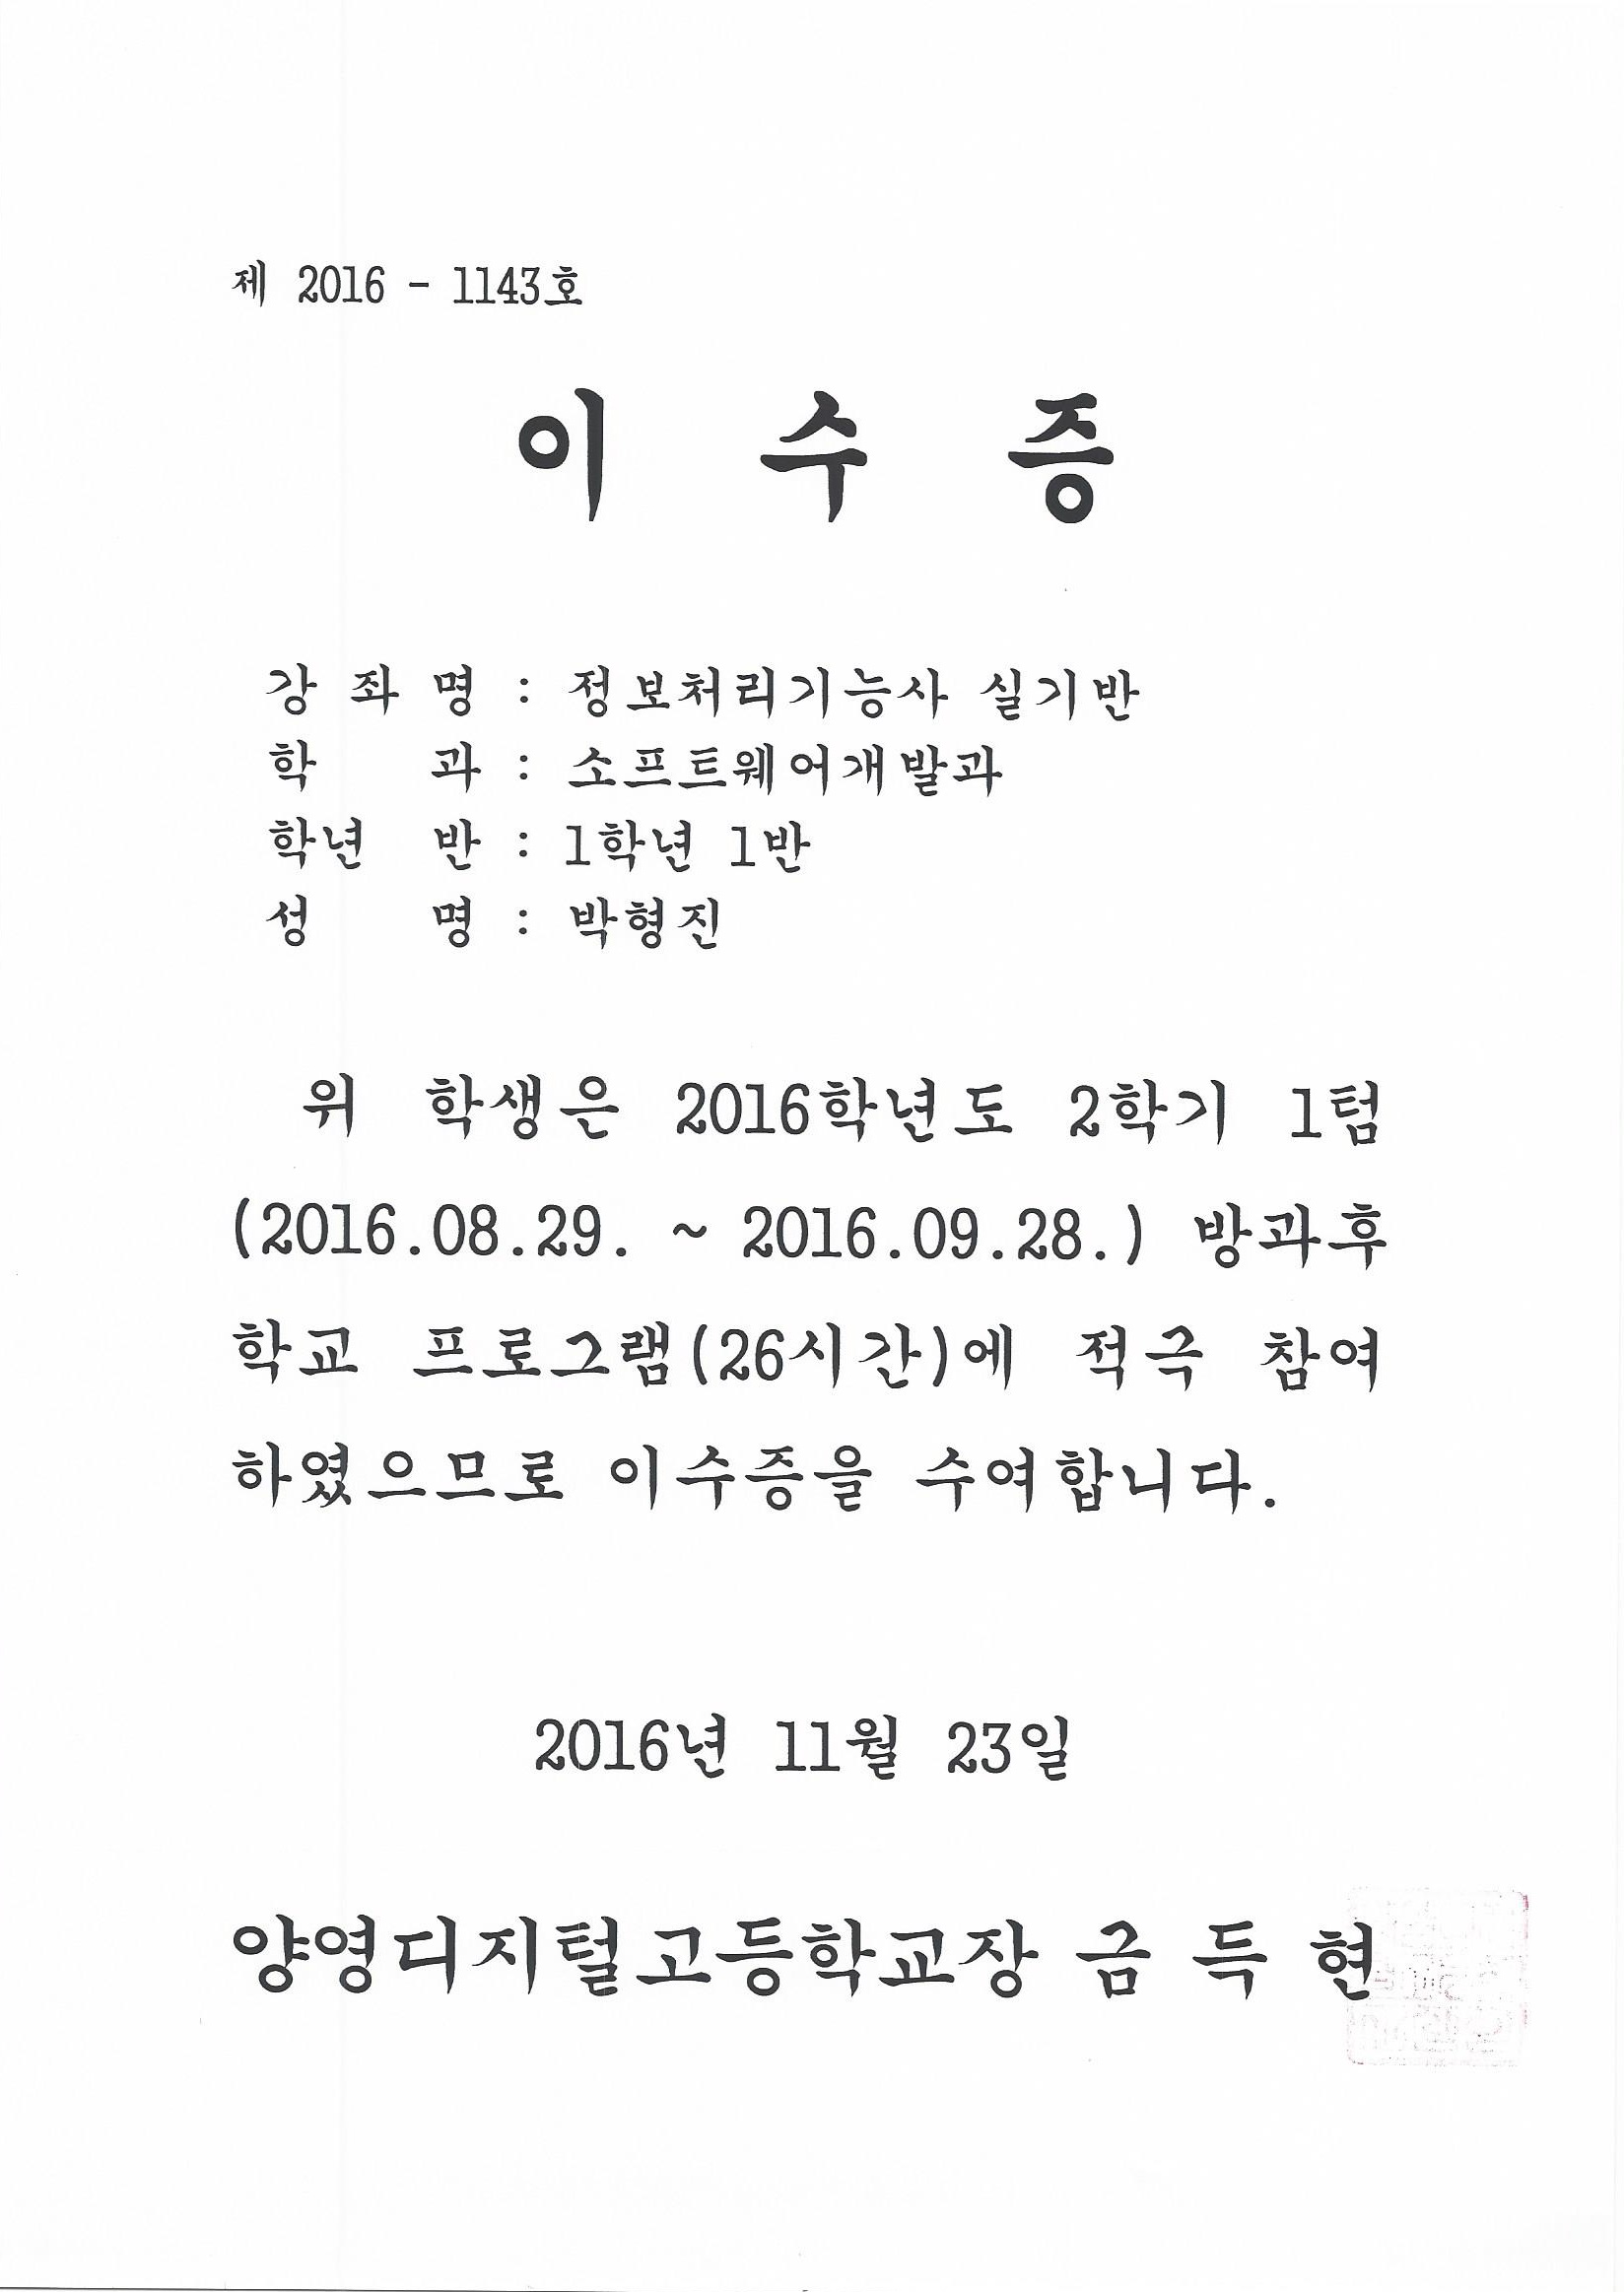 제 2016 - 1143호
이 수 증
강 좌 명 : 정보처리기능사 실기반
학 과 : 소프트웨어개발과
학년 반 : 1학년 1반
성 명 : 박형진
위 학생은 2016학년도 2학기 1텀
(2016.08.29. ~ 2016.09.28.) 방과후
학교 프로그램(26시간)에 적극 참여
하였으므로 이수증을 수여합니다.
2016년 11월 23일
양영디지털고등학교장 금 득 현